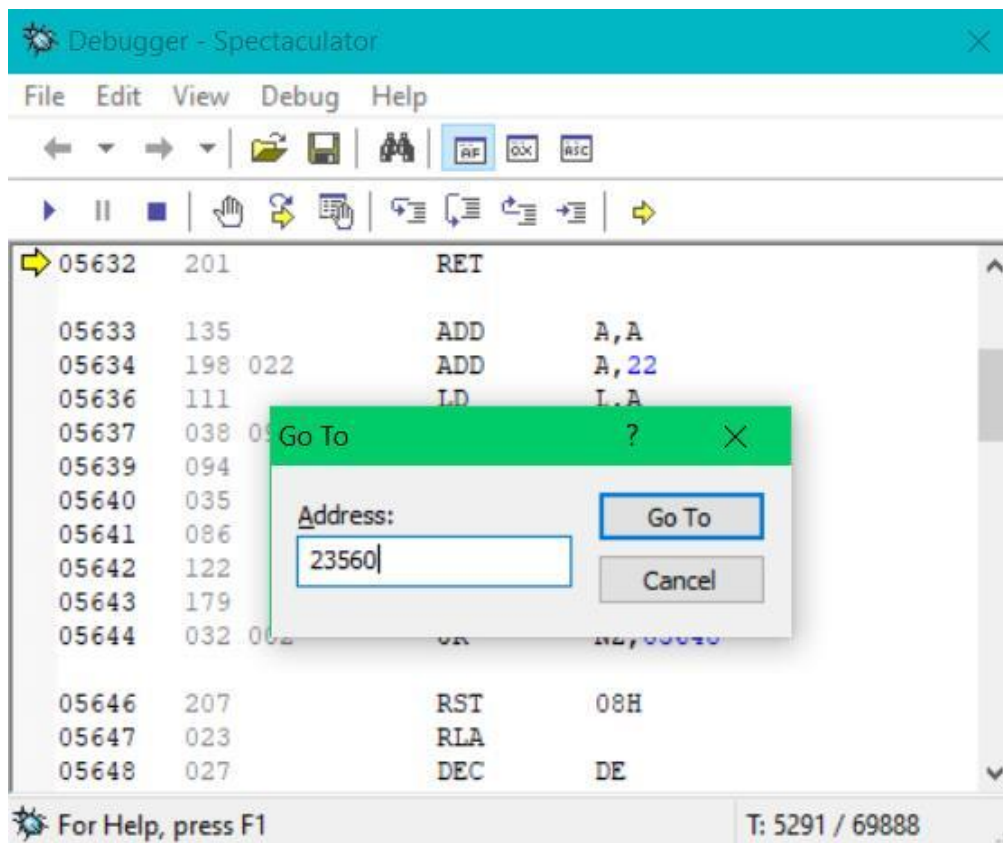 Debugger - Spectaculator
File Edit View Debug Help
AF 0X ASC
05632 201 RET
05633 135 ADD A,A
05634 198 022 ADD A,22
05636 111 LD L,A
05637 038
05639 094
05640 035
05641 086
05642 122
05643 179
05644 032
05646 207 RST 08H
05647 023 RLA
05648 027 DEC DE
Go To ?
Address:
23560
Go To
Cancel
For Help, press F1 T: 5291 / 69888